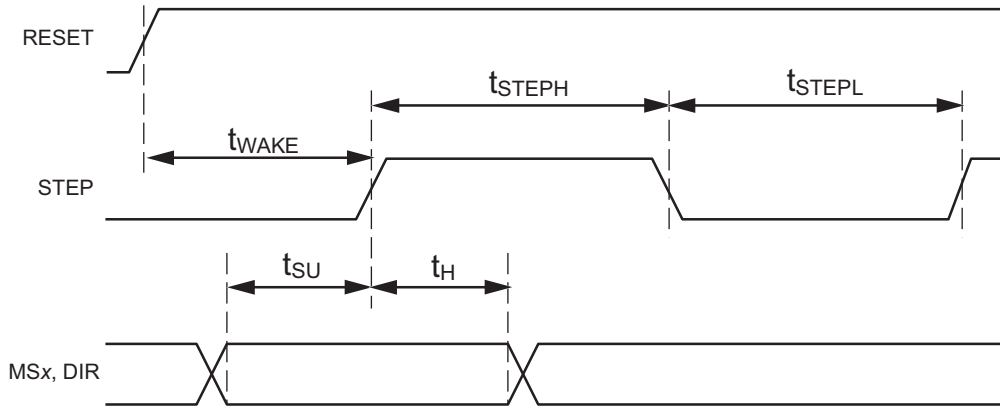 RESET
tSTEPH
tSTEPL
tWAKE
STEP
tSU
tH
MSx, DIR